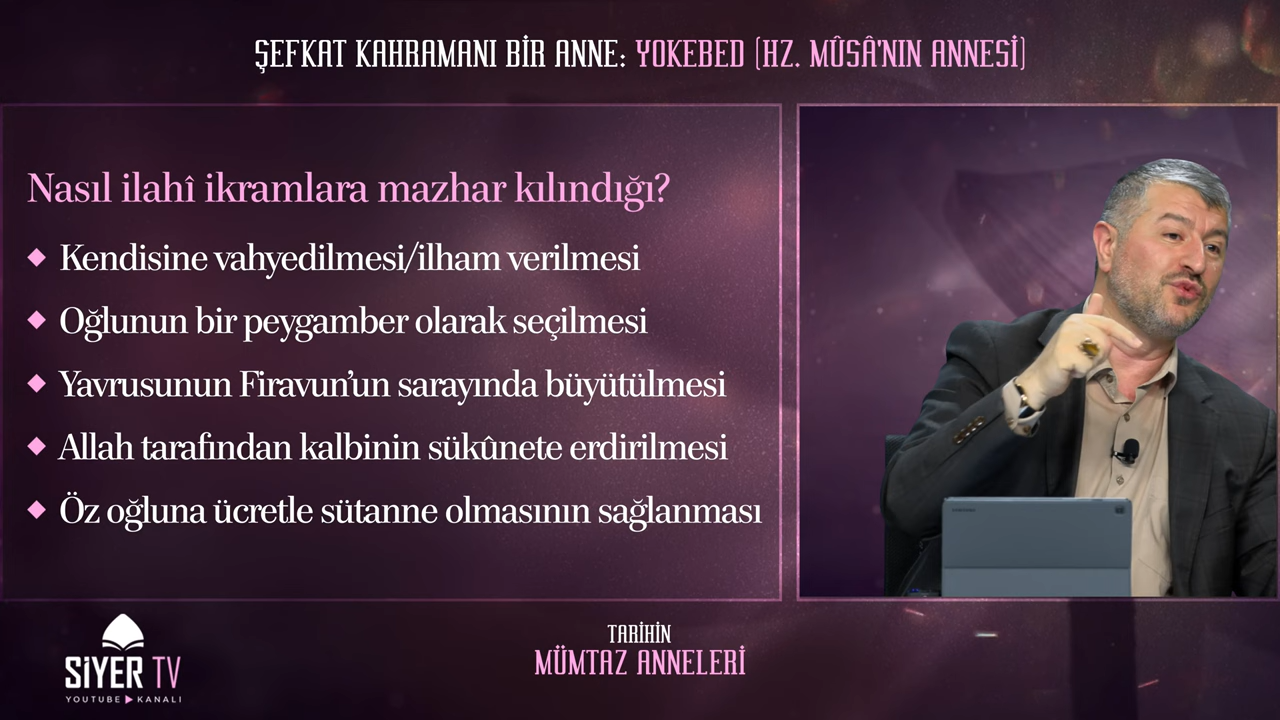 ŞEFKAT KAHRAMANI BİR ANNE: YOKEBED (HZ. MÛSÂ'NIN ANNESİ)
Nasıl ilahî ikramlara mazhar kılındığı?
Kendisine vahyedilmesi/ilham verilmesi
Oğlunun bir peygamber olarak seçilmesi
Yavrusunun Firavun’un sarayında büyütülmesi
Allah tarafından kalbinin sükûnete erdirilmesi
Öz oğluna ücretle sütanne olmasının sağlanması
SAMSUNG
SİYER TV
YOUTUBE KANALI
TARİHİN
MÜMTAZ ANNELERİ